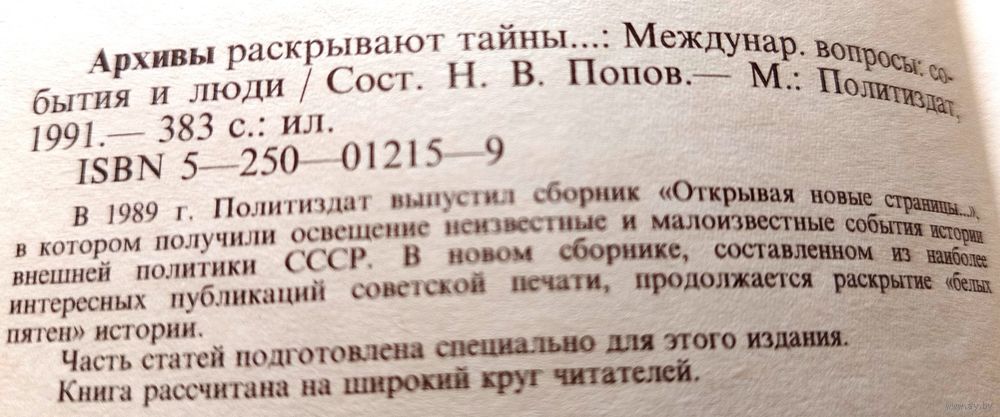 Архивы раскрывают тайны...: Междунар. вопросы: со-
бытия и люди / Сост. Н. В. Попов.— М.: Политиздат,
1991.— 383 с.: ил.
ISBN 5—250—01215—9
В 1989 г. Политиздат выпустил сборник «Открывая новые страницы...»,
в котором получили освещение неизвестные и малоизвестные события истории
внешней политики СССР. В новом сборнике, составленном из наиболее
интересных публикаций советской печати, продолжается раскрытие «белых
пятен» истории.
Часть статей подготовлена специально для этого издания.
Книга рассчитана на широкий круг читателей.
www.ay.by